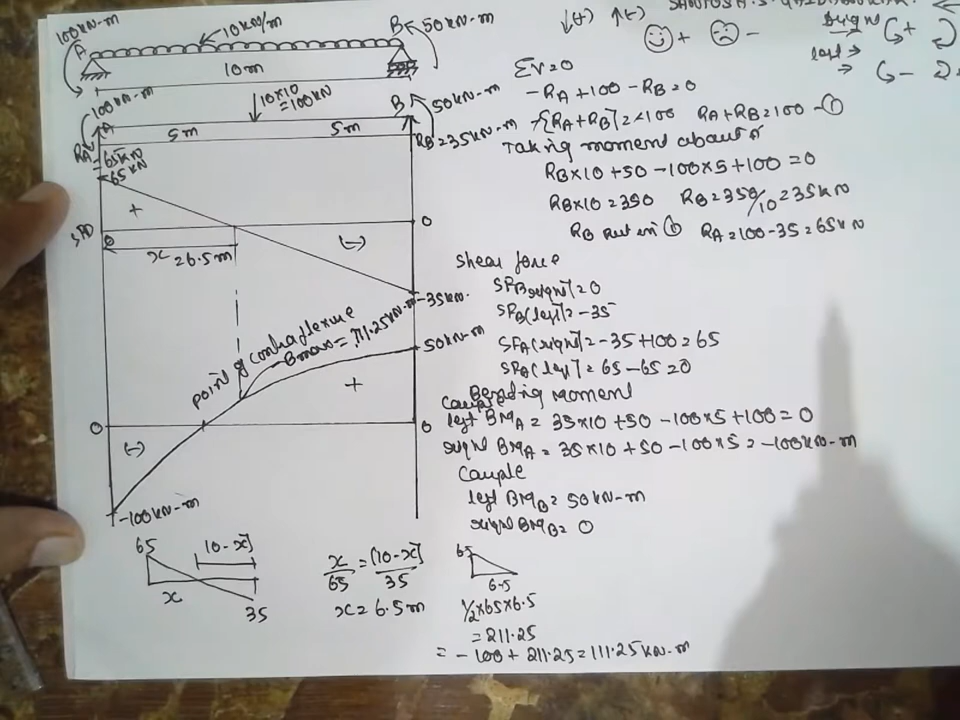 100kN-m
10kN/m
B 50kN-m
A
10m
↓(+) ↑(-)
+ -
100kN-m
10x10
=100kN
B 50kN-m
A
5m 5m
RA=
65kN
65kN
RB=35kN-m
ΣV=0
-RA+100-RB=0
RA+RB=100 -①
Taking moment about A
RB×10+50-100×5+100=0
RB×10=350 RB=350/10=35kN
RB put in ① RA=100-35=65kN
+
(-)
0
0
x=6.5m
-35kN
Shear force
SFB(right)=0
SFB(left)=-35
SFA(right)=-35+100=65
SFA(left)=65-65=0
point of contraflexure
Bmax=111.25kN-m
50kN-m
+
0
0
(-)
-100kN-m
Bending moment
Couple
left BMA= 35×10+50-100×5+100=0
right BMA= 35×10+50-100×5=-100kN-m
Couple
left BMB=50kN-m
right BMB=0
65
(10-x)
x
35
x/65=(10-x)/35
x=6.5m
65
6.5
1/2×65×6.5
=211.25
=-100+211.25=111.25kN-m